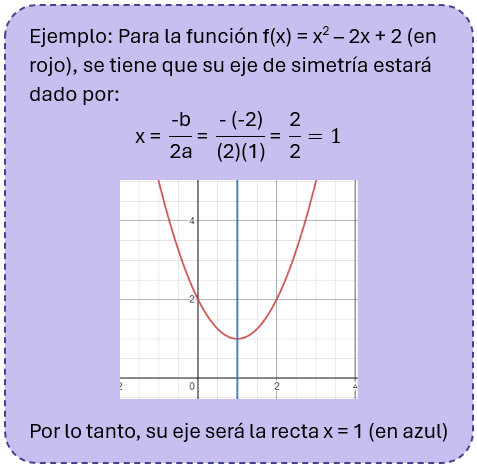 Ejemplo: Para la función f(x) = x² – 2x + 2 (en
rojo), se tiene que su eje de simetría estará
dado por:
x = -b/2a = - (-2)/(2)(1) = 2/2 = 1
4
2
0
2
Por lo tanto, su eje será la recta x = 1 (en azul)